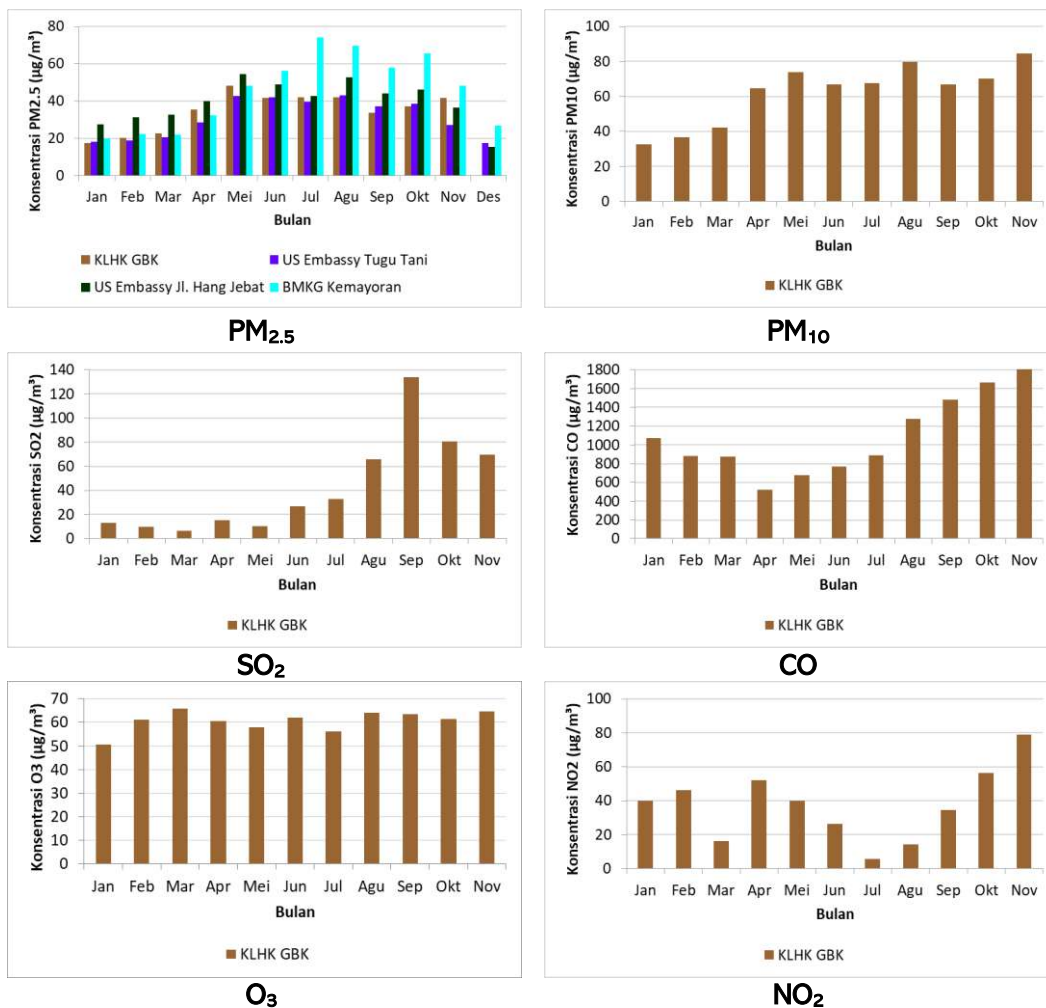 Konsentrasi PM2.5 (µg/m³)
80
60
40
20
0
Jan Feb Mar Apr Mei Jun Jul Agu Sep Okt Nov Des
Bulan
KLHK GBK US Embassy Tugu Tani
US Embassy Jl. Hang Jebat BMKG Kemayoran
PM₂.₅
Konsentrasi PM10 (µg/m³)
100
80
60
40
20
0
Jan Feb Mar Apr Mei Jun Jul Agu Sep Okt Nov
Bulan
KLHK GBK
PM₁₀
Konsentrasi SO2 (µg/m³)
140
120
100
80
60
40
20
0
Jan Feb Mar Apr Mei Jun Jul Agu Sep Okt Nov
Bulan
KLHK GBK
SO₂
Konsentrasi CO (µg/m³)
1800
1600
1400
1200
1000
800
600
400
200
0
Jan Feb Mar Apr Mei Jun Jul Agu Sep Okt Nov
Bulan
KLHK GBK
CO
Konsentrasi O3 (µg/m³)
70
60
50
40
30
20
10
0
Jan Feb Mar Apr Mei Jun Jul Agu Sep Okt Nov
Bulan
KLHK GBK
O₃
Konsentrasi NO2 (µg/m³)
100
80
60
40
20
0
Jan Feb Mar Apr Mei Jun Jul Agu Sep Okt Nov
Bulan
KLHK GBK
NO₂